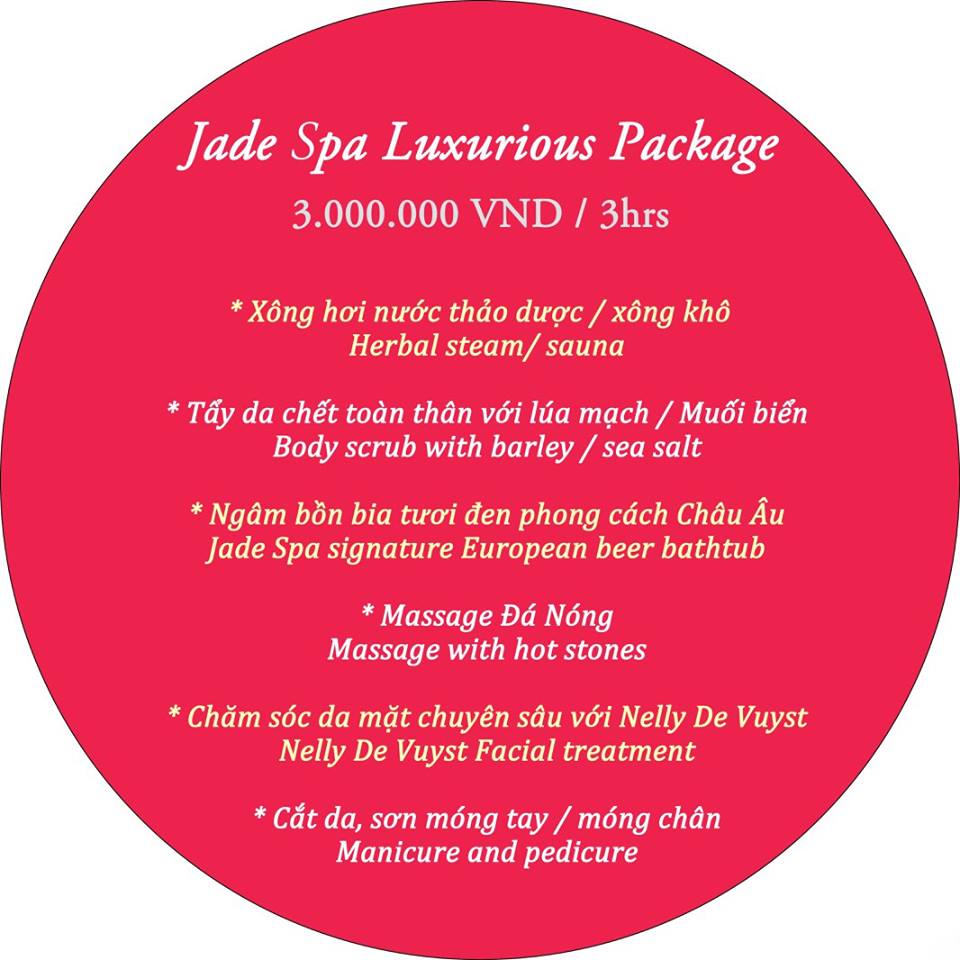 Jade Spa Luxurious Package
3.000.000 VND / 3hrs
* Xông hơi nước thảo dược / xông khô
Herbal steam/ sauna
* Tẩy da chết toàn thân với lúa mạch / Muối biển
Body scrub with barley / sea salt
* Ngâm bồn bia tươi đen phong cách Châu Âu
Jade Spa signature European beer bathtub
* Massage Đá Nóng
Massage with hot stones
* Chăm sóc da mặt chuyên sâu với Nelly De Vuyst
Nelly De Vuyst Facial treatment
* Cắt da, sơn móng tay / móng chân
Manicure and pedicure